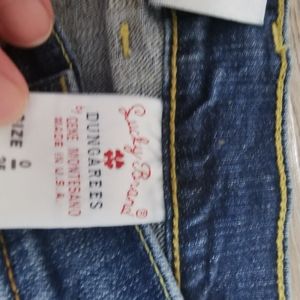 Lucky Brand®
DUNGAREES
by GENE MONTESANO
MADE IN U.S.A.
SIZE 0